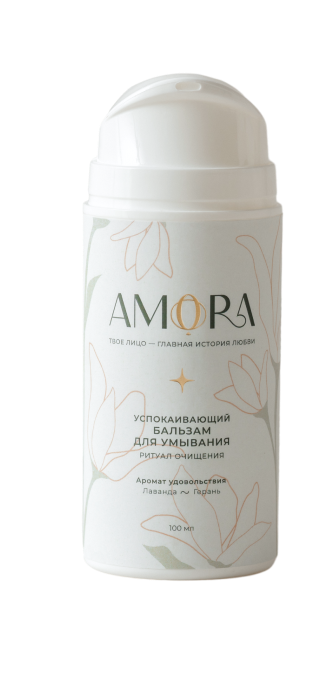 AMORA
ТВОЕ ЛИЦО — ГЛАВНАЯ ИСТОРИЯ ЛЮБВИ
УСПОКАИВАЮЩИЙ
БАЛЬЗАМ
ДЛЯ УМЫВАНИЯ
РИТУАЛ ОЧИЩЕНИЯ
Аромат удовольствия
Лаванда ~ Герань
100 мл